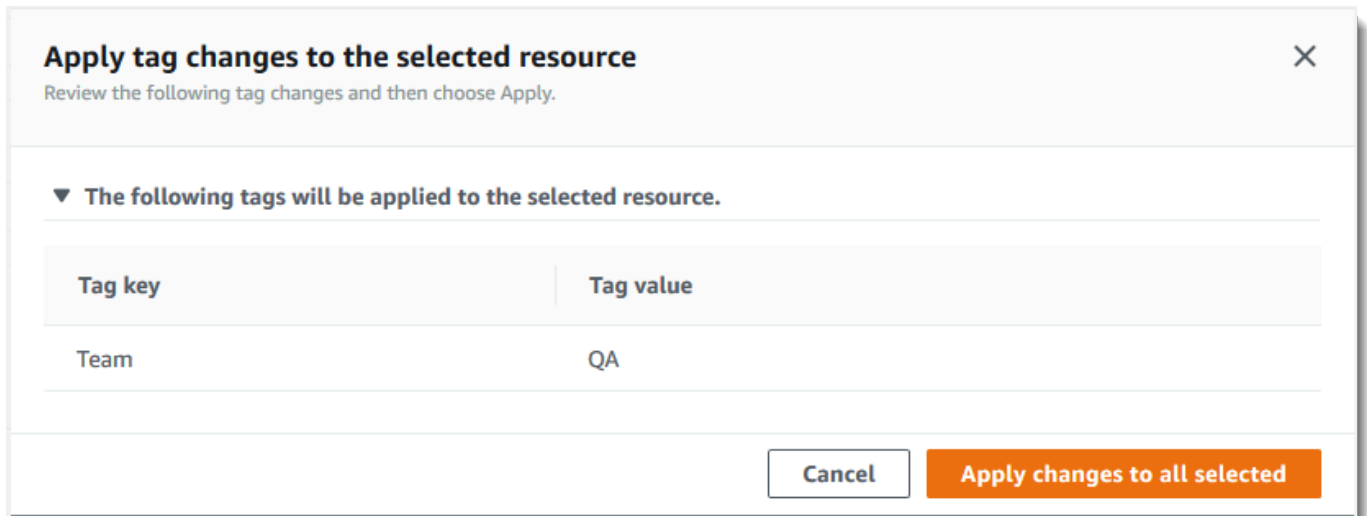 Apply tag changes to the selected resource
Review the following tag changes and then choose Apply.
The following tags will be applied to the selected resource.
Tag key Tag value
Team QA
Cancel Apply changes to all selected